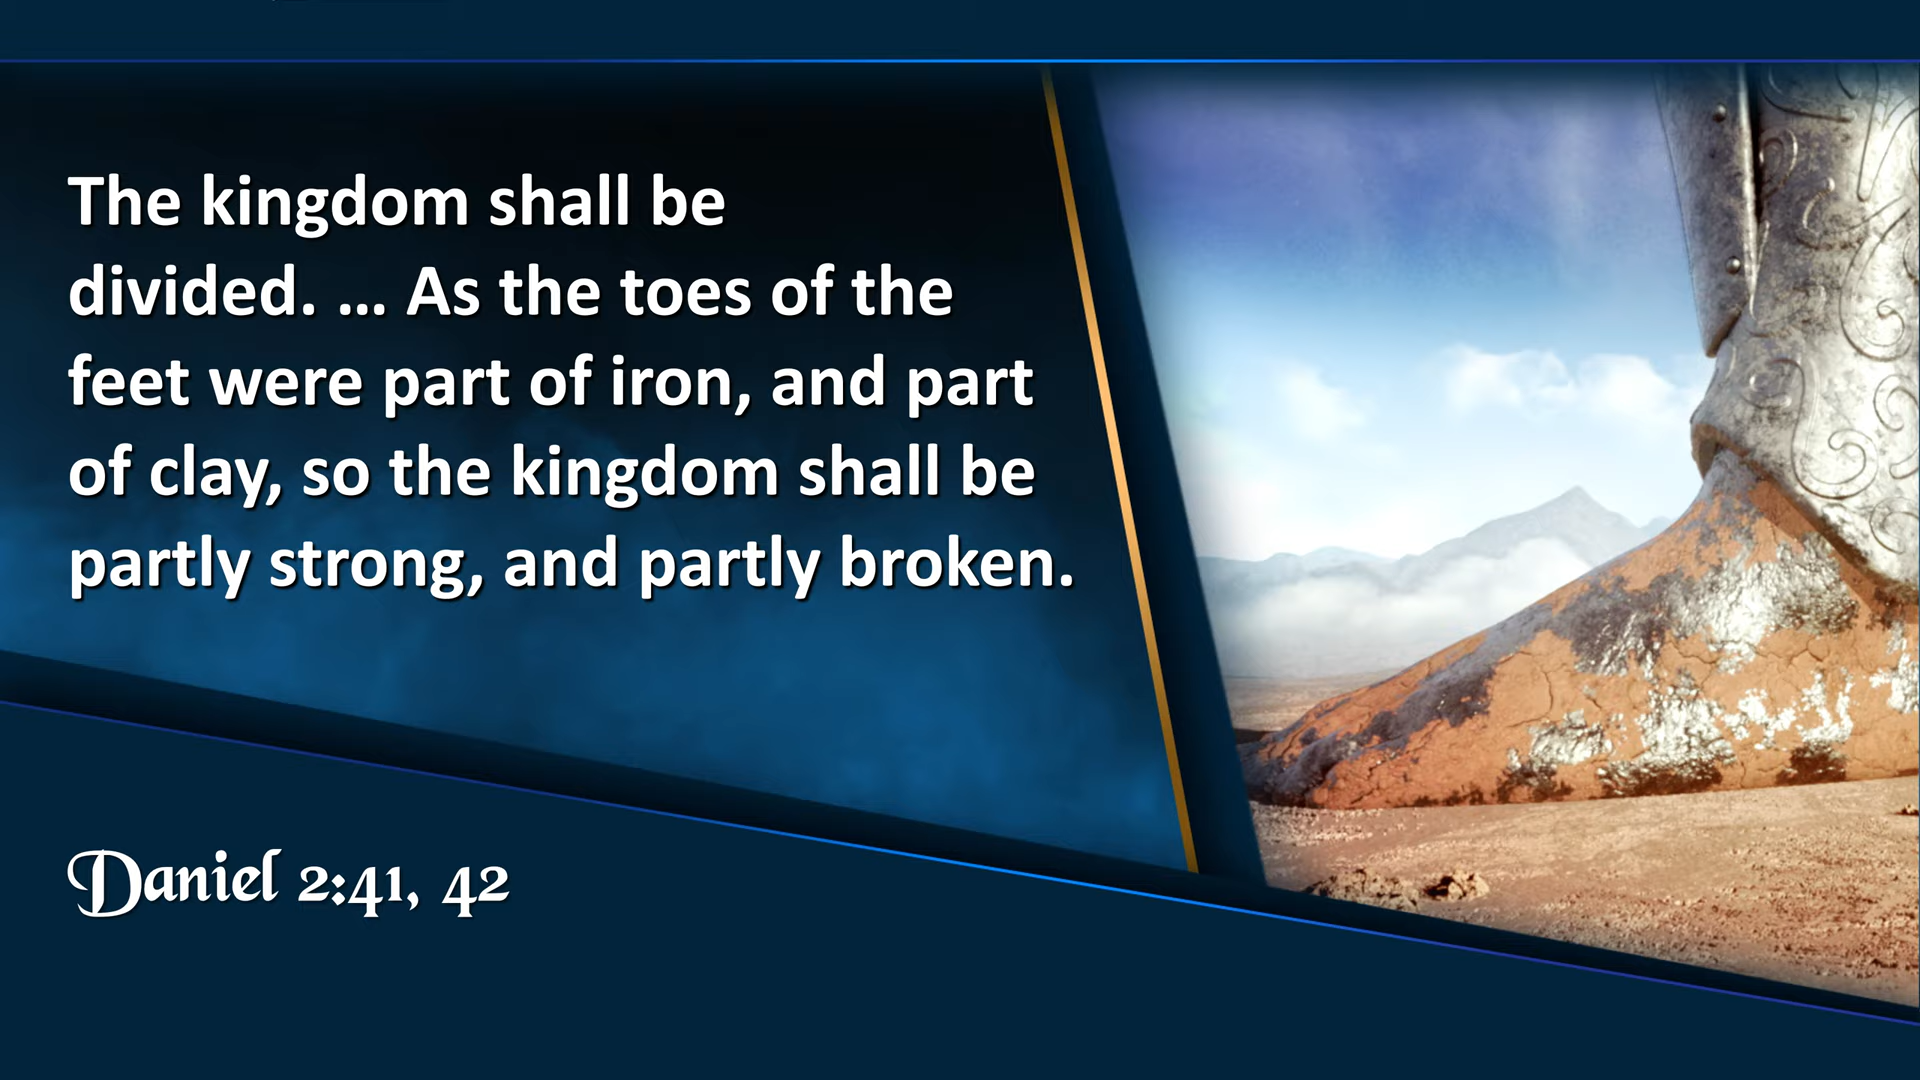 The kingdom shall be
divided. ... As the toes of the
feet were part of iron, and part
of clay, so the kingdom shall be
partly strong, and partly broken.
Daniel 2:41, 42